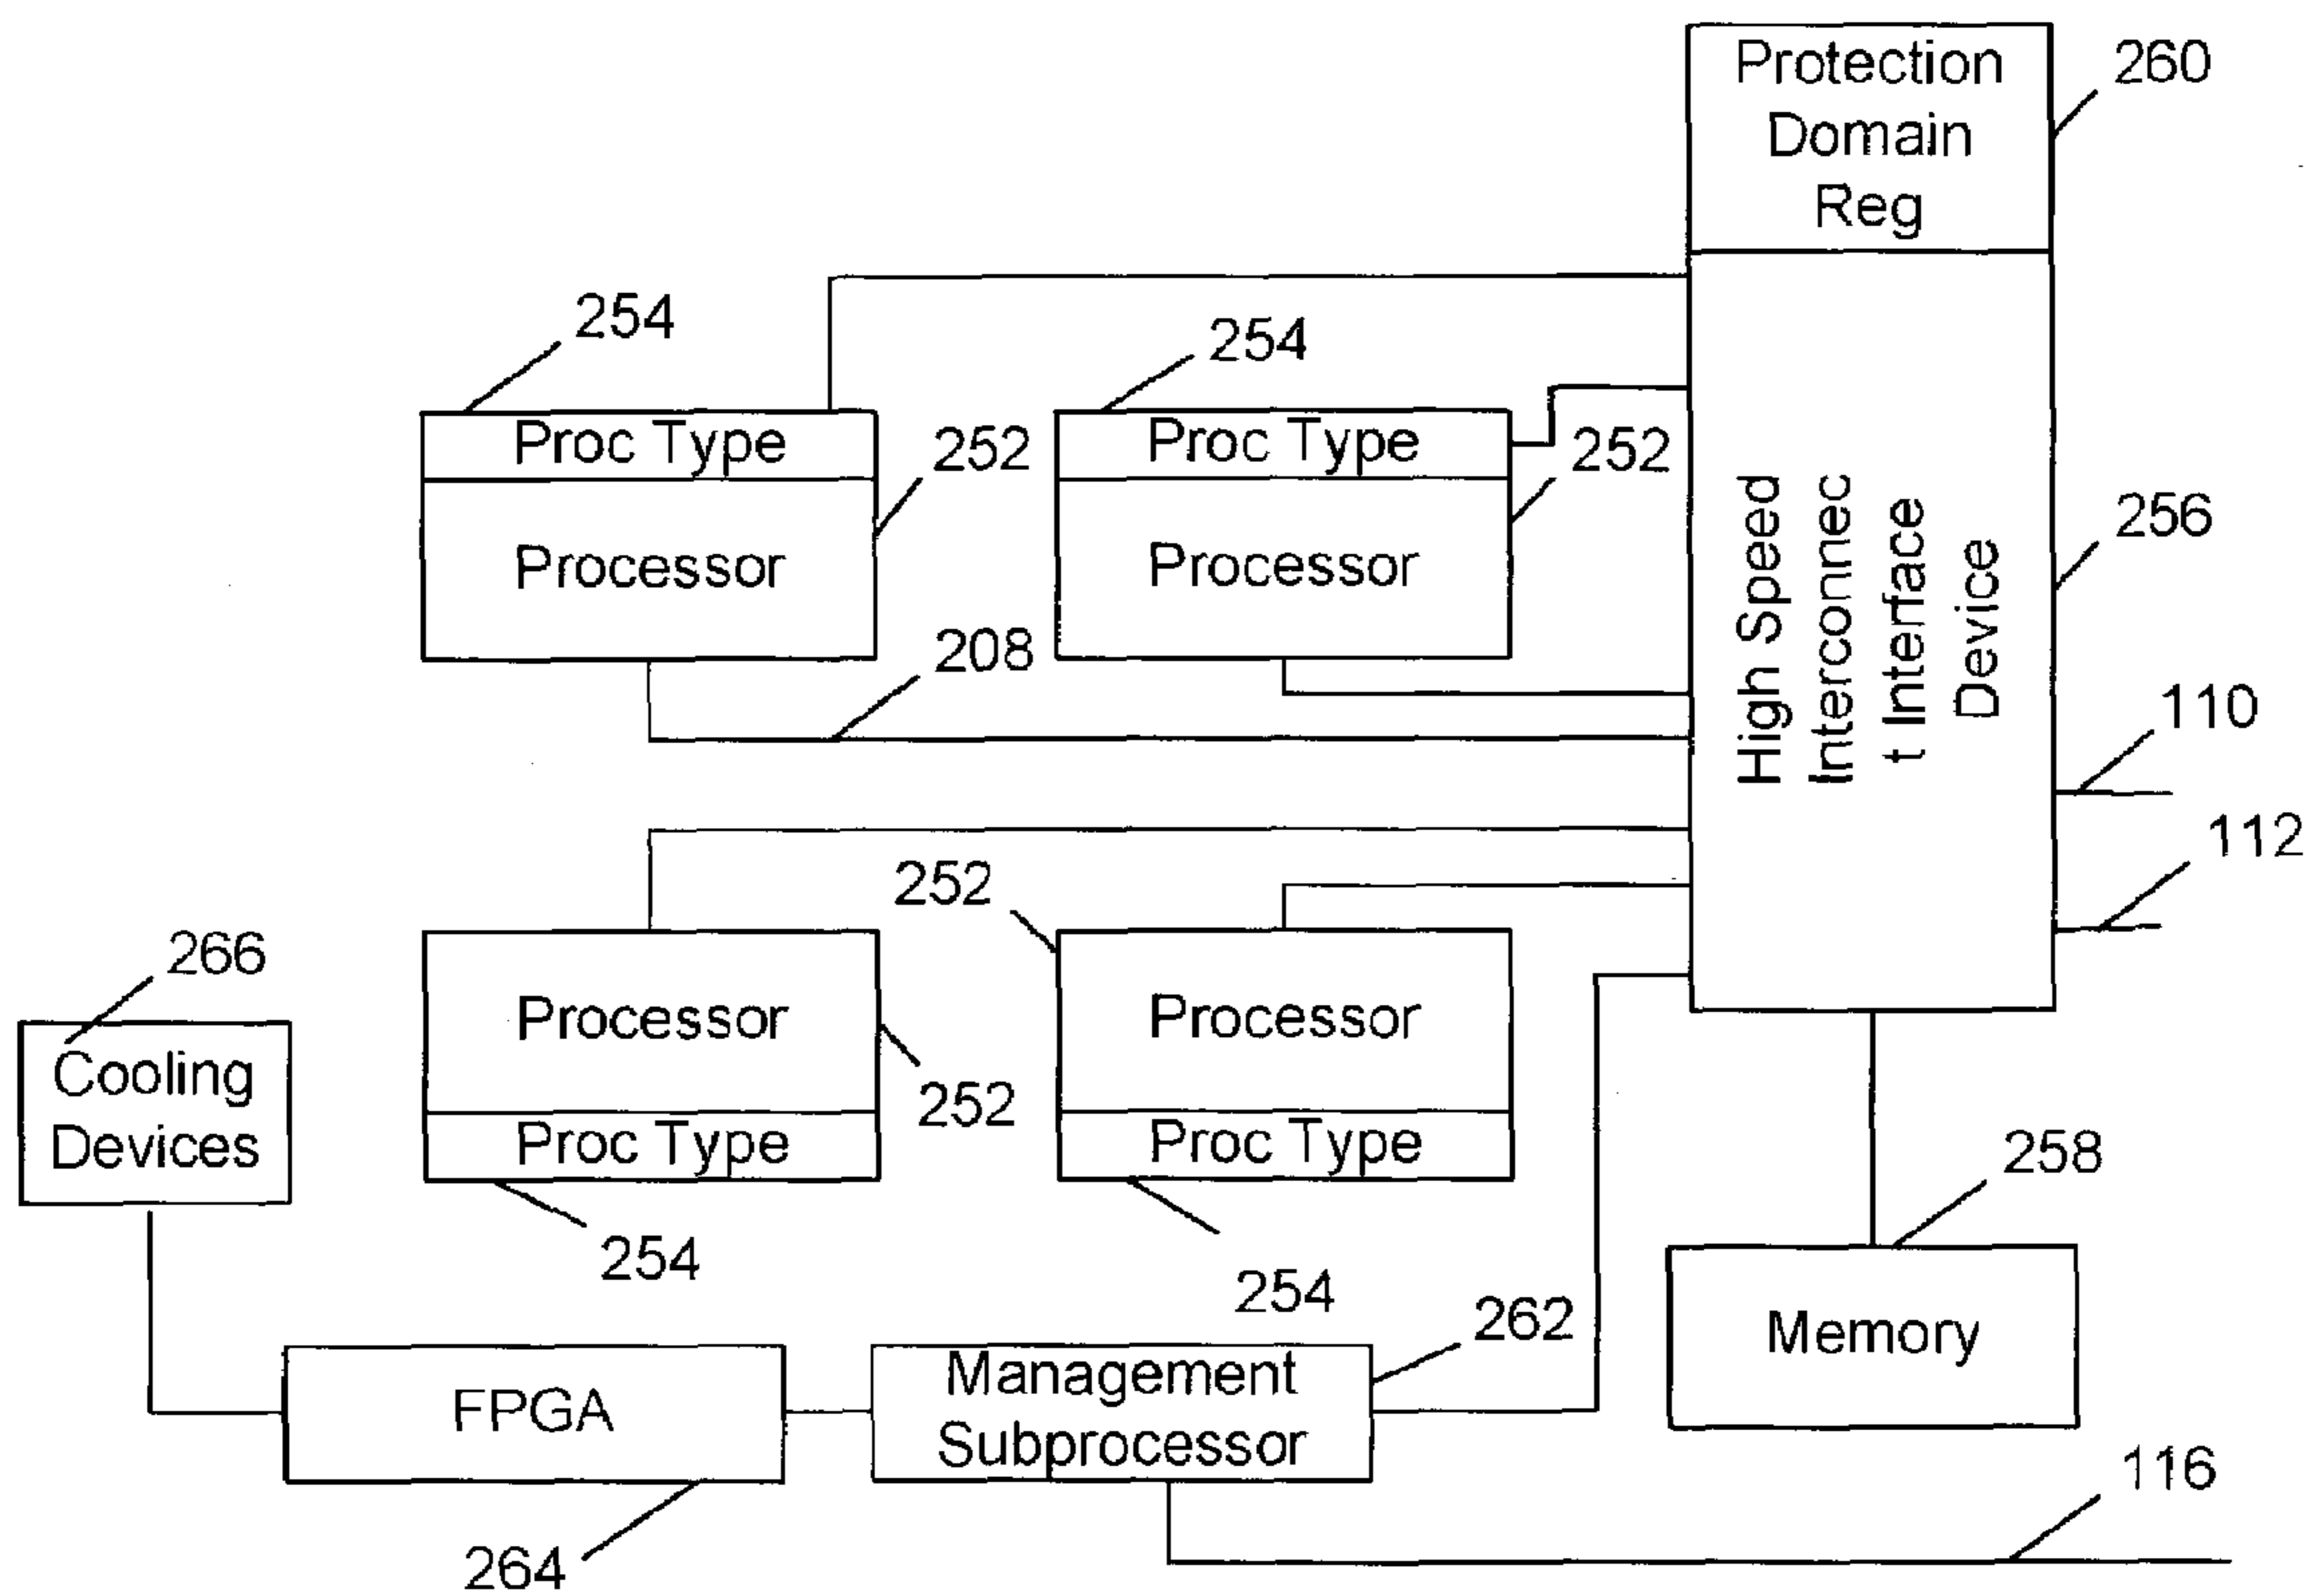 Protection
Domain
Reg
260
254
254
Proc Type
252
Proc Type
252
Processor
Processor
High Speed
Interconnec
t Interface
Device
256
208
110
112
252
266
Cooling
Devices
Processor
252
Processor
Proc Type
Proc Type
254
254
258
Memory
262
Management
Subprocessor
FPGA
264
116